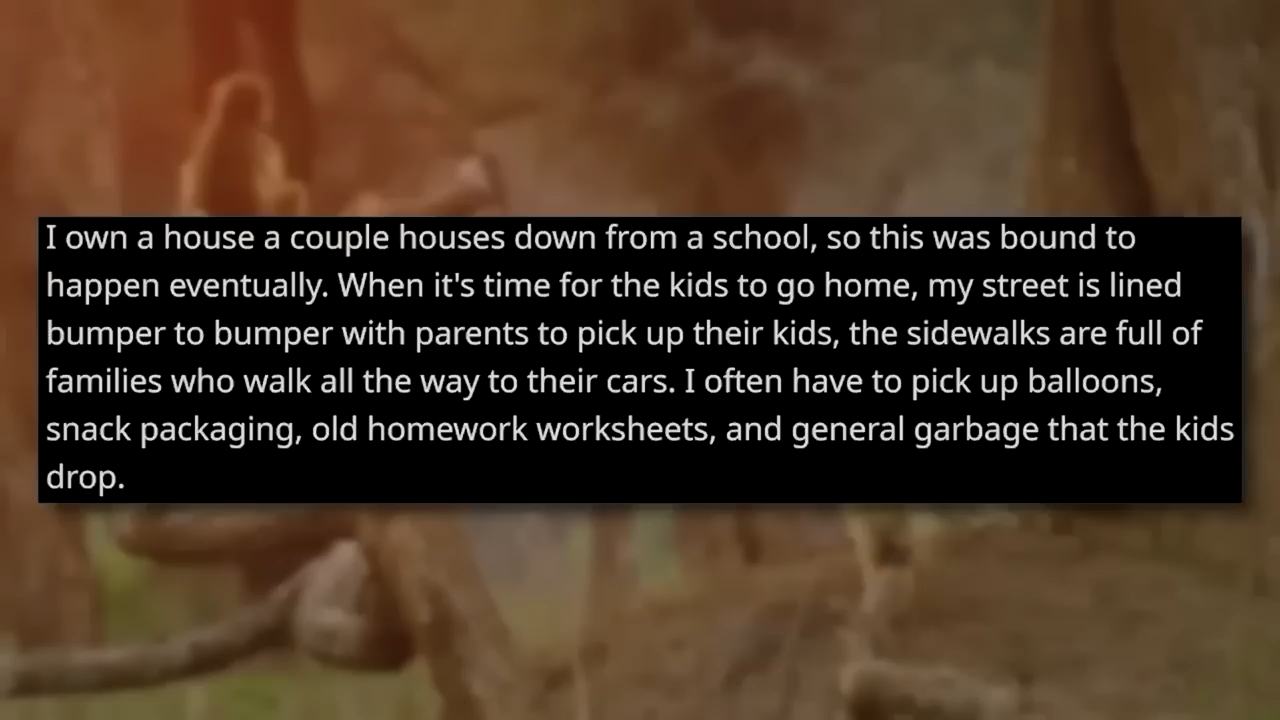 I own a house a couple houses down from a school, so this was bound to
happen eventually. When it's time for the kids to go home, my street is lined
bumper to bumper with parents to pick up their kids, the sidewalks are full of
families who walk all the way to their cars. I often have to pick up balloons,
snack packaging, old homework worksheets, and general garbage that the kids
drop.